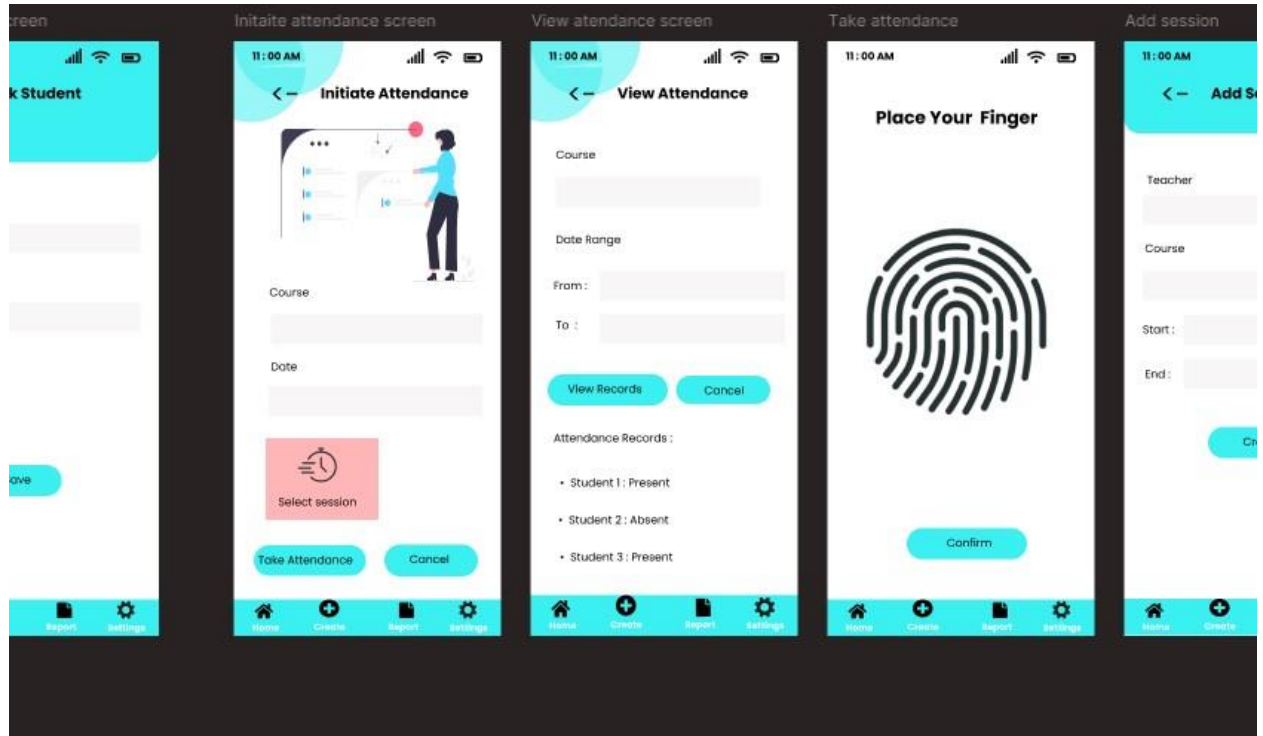 creen
k Student
ave
Report Settings
Initaite attendance screen
11:00 AM
<- Initiate Attendance
Course
Date
Select session
Take Attendance Cancel
Home Create Report Settings
View atendance screen
11:00 AM
<- View Attendance
Course
Date Range
From :
To :
View Records Cancel
Attendance Records :
• Student 1 : Present
• Student 2 : Absent
• Student 3 : Present
Home Create Report Settings
Take attendance
11:00 AM
Place Your Finger
Confirm
Home Create Report Settings
Add session
11:00 AM
<- Add Se
Teacher
Course
Start :
End :
Cr
Home Create